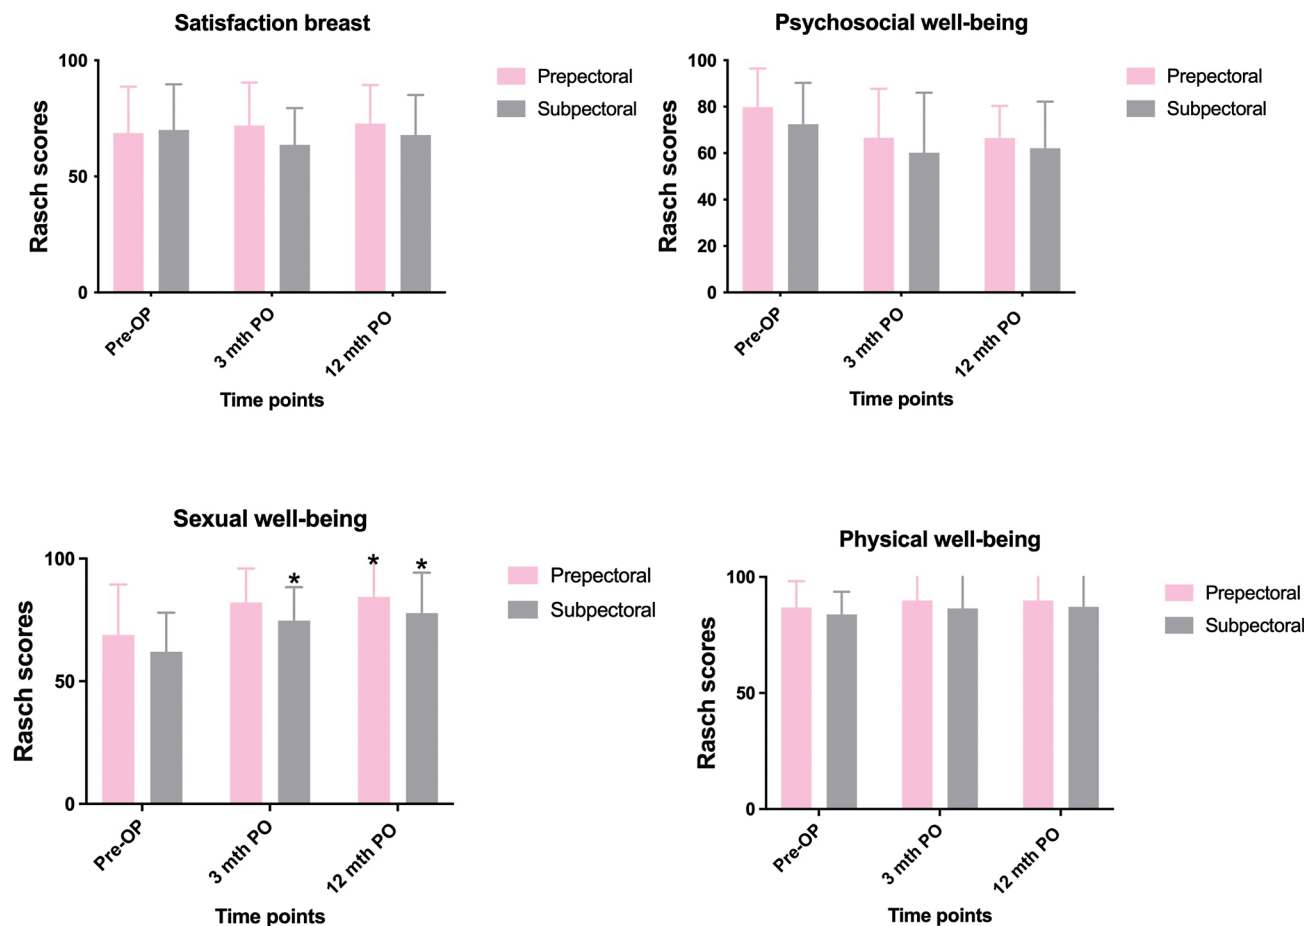 Satisfaction breast
Rasch scores
100
50
0
Pre-OP
3 mth PO
12 mth PO
Time points
Prepectoral
Subpectoral
Psychosocial well-being
Rasch scores
100
80
60
40
20
0
Pre-OP
3 mth PO
12 mth PO
Time points
Prepectoral
Subpectoral
Sexual well-being
Rasch scores
100
50
0
*
*
*
Pre-OP
3 mth PO
12 mth PO
Time points
Prepectoral
Subpectoral
Physical well-being
Rasch scores
100
50
0
Pre-OP
3 mth PO
12 mth PO
Time points
Prepectoral
Subpectoral